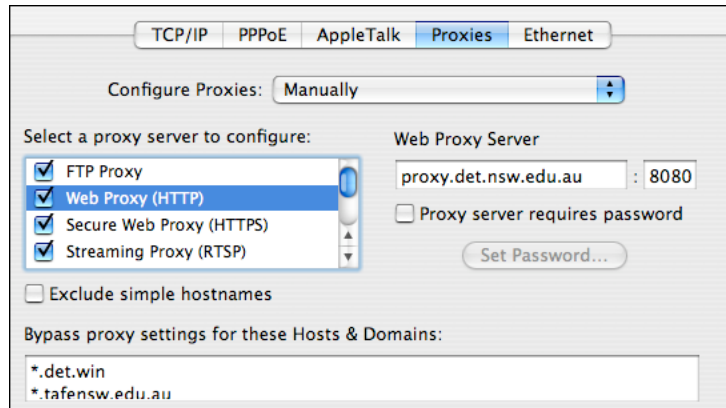 TCP/IP PPPoE AppleTalk Proxies Ethernet
Configure Proxies: Manually
Select a proxy server to configure:
FTP Proxy
Web Proxy (HTTP)
Secure Web Proxy (HTTPS)
Streaming Proxy (RTSP)
Web Proxy Server
proxy.det.nsw.edu.au : 8080
Proxy server requires password
Set Password...
Exclude simple hostnames
Bypass proxy settings for these Hosts & Domains:
*.det.win
*.tafensw.edu.au